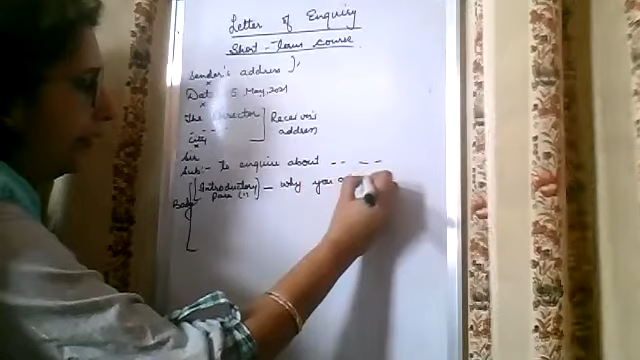 Letter of Enquiry
Short-Term course
Sender's address
Date 5 May, 2021
The Director
Receiver's
address
City
Sir
Sub:- To enquire about -- --
Body
Introductory - why you
Para (1)